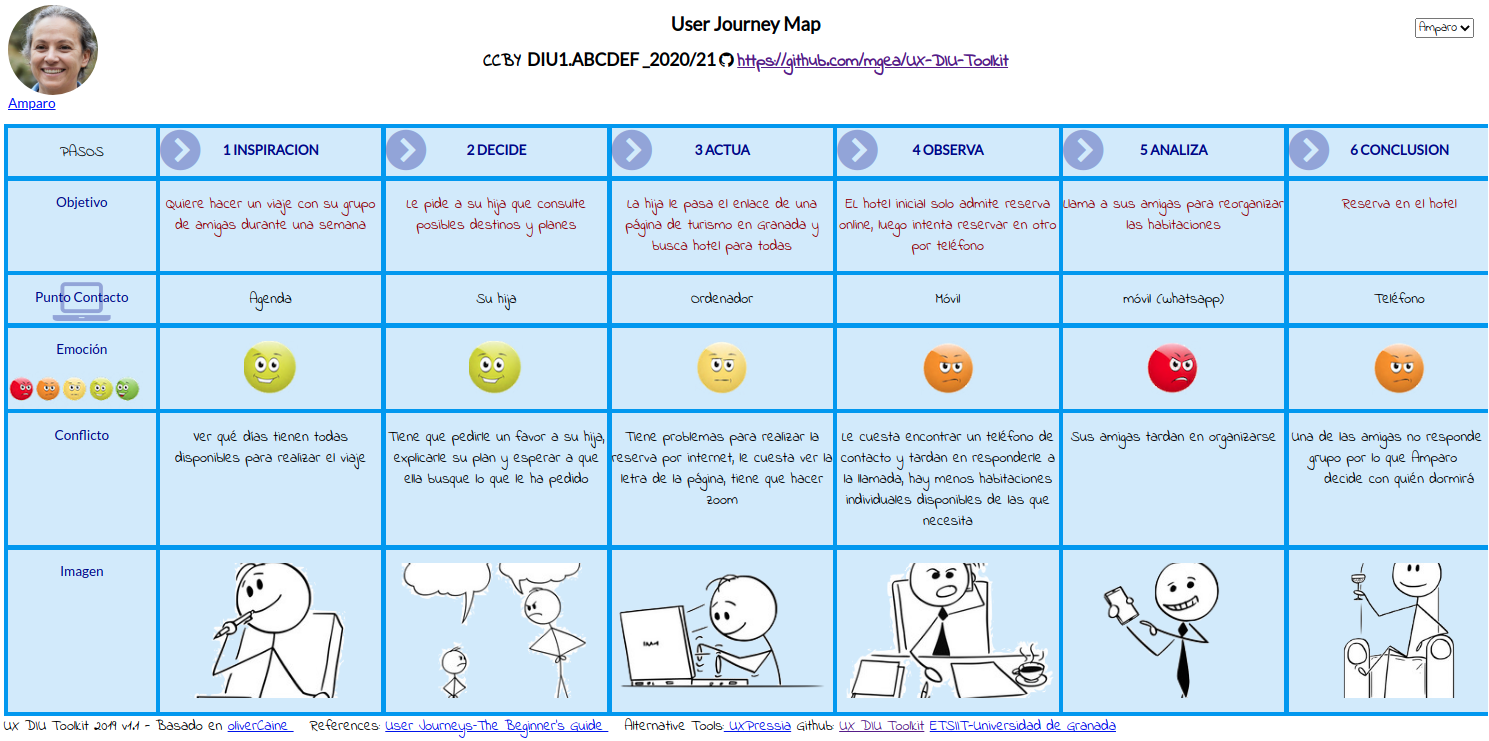 User Journey Map
Amparo
CCBY DIU1.ABCDEF _2020/21 https://github.com/mgea/UX-DIU-Toolkit
Amparo
PASOS
1 INSPIRACION
2 DECIDE
3 ACTUA
4 OBSERVA
5 ANALIZA
6 CONCLUSION
Objetivo
Quiere hacer un viaje con su grupo
de amigas durante una semana
Le pide a su hija que consulte
posibles destinos y planes
La hija le pasa el enlace de una
página de turismo en Granada y
busca hotel para todas
EL hotel inicial solo admite reserva
online, luego intenta reservar en otro
por teléfono
Llama a sus amigas para reorganizar
las habitaciones
Reserva en el hotel
Punto Contacto
Agenda
Su hija
Ordenador
Móvil
móvil (whatsapp)
Teléfono
Emoción
Conflicto
Ver qué días tienen todas
disponibles para realizar el viaje
Tiene que pedirle un favor a su hija,
explicarle su plan y esperar a que
ella busque lo que le ha pedido
Tiene problemas para realizar la
reserva por internet, le cuesta ver la
letra de la página, tiene que hacer
zoom
Le cuesta encontrar un teléfono de
contacto y tardan en responderle a
la llamada, hay menos habitaciones
individuales disponibles de las que
necesita
Sus amigas tardan en organizarse
Una de las amigas no responde
grupo por lo que Amparo
decide con quién dormirá
Imagen
UX DIU Toolkit 2019 v1.1 - Basado en oliverCaine References: User Journeys-The Beginner's Guide Alternative Tools: UXPressia Github: UX DIU Toolkit ETSIIT-Universidad de Granada